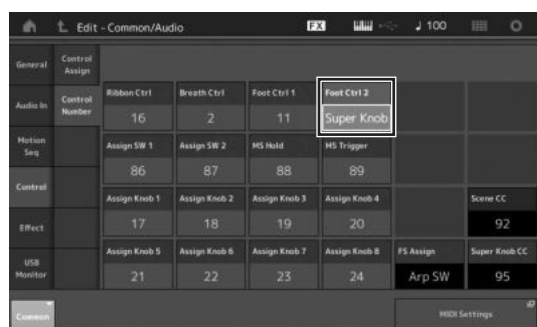 Edit - Common/Audio FX ♩ 100
General Control Assign
Audio In Control Number
Ribbon Ctrl Breath Ctrl Foot Ctrl 1 Foot Ctrl 2
16 2 11 Super Knob
Motion Seq
Assign SW 1 Assign SW 2 MS Hold MS Trigger
86 87 88 89
Control
Assign Knob 1 Assign Knob 2 Assign Knob 3 Assign Knob 4 Scene CC
Effect
17 18 19 20 92
Assign Knob 5 Assign Knob 6 Assign Knob 7 Assign Knob 8 FS Assign Super Knob CC
USB Monitor
21 22 23 24 Arp SW 95
Common MIDI Settings